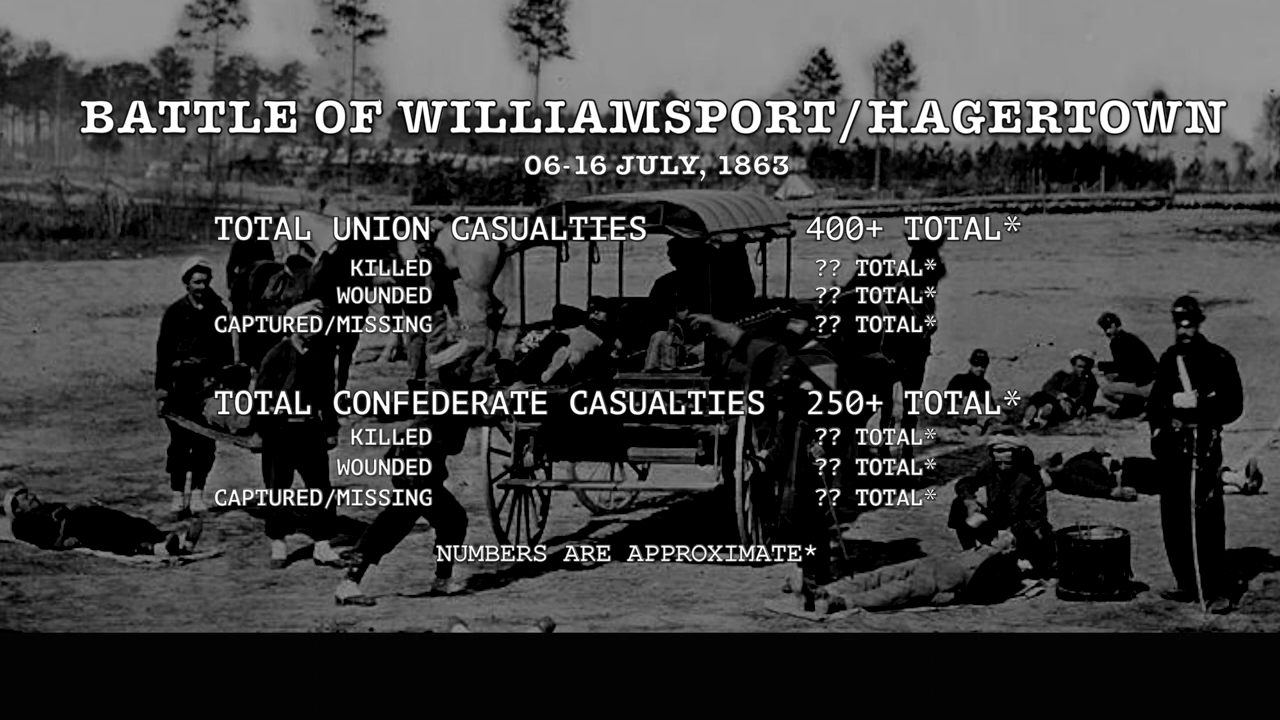 BATTLE OF WILLIAMSPORT/HAGERTOWN
06-16 JULY, 1863
TOTAL UNION CASUALTIES 400+ TOTAL*
KILLED ?? TOTAL*
WOUNDED ?? TOTAL*
CAPTURED/MISSING ?? TOTAL*
TOTAL CONFEDERATE CASUALTIES 250+ TOTAL*
KILLED ?? TOTAL*
WOUNDED ?? TOTAL*
CAPTURED/MISSING ?? TOTAL*
NUMBERS ARE APPROXIMATE*